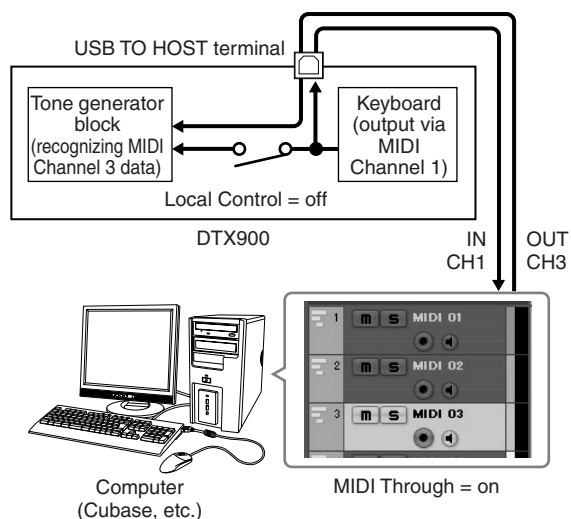 USB TO HOST terminal
Tone generator
block
(recognizing MIDI
Channel 3 data)
Keyboard
(output via
MIDI
Channel 1)
Local Control = off
DTX900
IN
CH1
OUT
CH3
1 m S MIDI 01
2 m S MIDI 02
3 m S MIDI 03
Computer
(Cubase, etc.)
MIDI Through = on